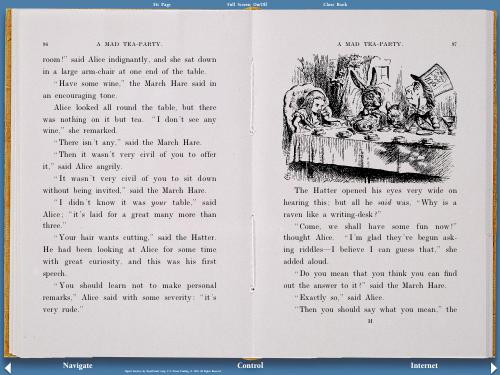 Fit Page Full Screen On/Off Close Book
96 A MAD TEA-PARTY.
room!” said Alice indignantly, and she sat down
in a large arm-chair at one end of the table.
“Have some wine,” the March Hare said in
an encouraging tone.
Alice looked all round the table, but there
was nothing on it but tea. “I don’t see any
wine,” she remarked.
“There isn’t any,” said the March Hare.
“Then it wasn’t very civil of you to offer
it,” said Alice angrily.
“It wasn’t very civil of you to sit down
without being invited,” said the March Hare.
“I didn’t know it was your table,” said
Alice; “it’s laid for a great many more than
three.”
“Your hair wants cutting,” said the Hatter.
He had been looking at Alice for some time
with great curiosity, and this was his first
speech.
“You should learn not to make personal
remarks,” Alice said with some severity: “it’s
very rude.”
A MAD TEA-PARTY. 97
The Hatter opened his eyes very wide on
hearing this; but all he said was, “Why is a
raven like a writing-desk?”
“Come, we shall have some fun now!”
thought Alice. “I’m glad they’ve begun ask-
ing riddles—I believe I can guess that,” she
added aloud.
“Do you mean that you think you can find
out the answer to it?” said the March Hare.
“Exactly so,” said Alice.
“Then you should say what you mean,” the
H
Navigate Control Internet